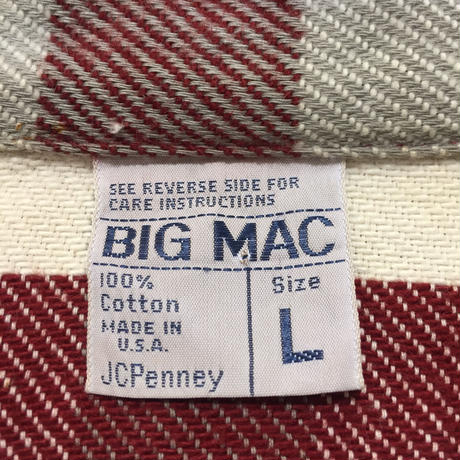 SEE REVERSE SIDE FOR
CARE INSTRUCTIONS
BIG MAC
100%
Cotton
MADE IN
U.S.A.
JCPenney
Size
L